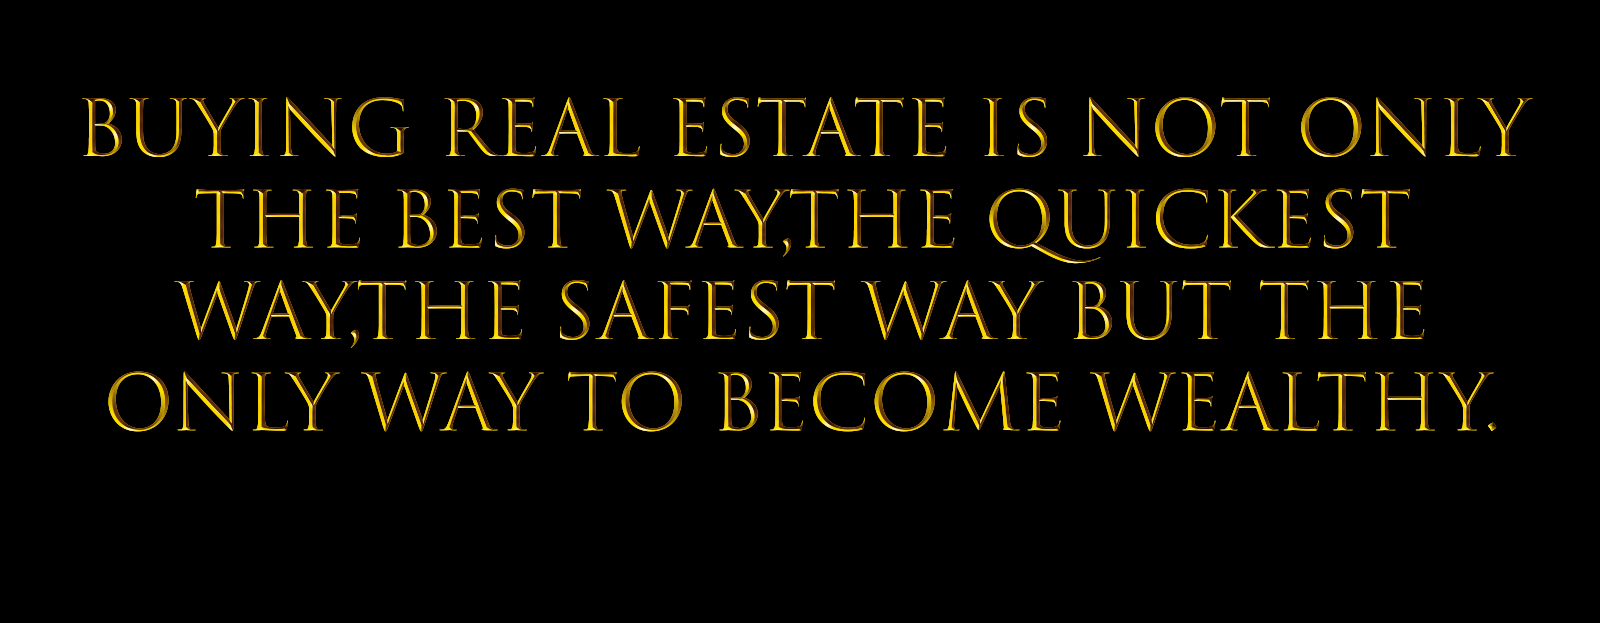 BUYING REAL ESTATE IS NOT ONLY
THE BEST WAY,THE QUICKEST
WAY,THE SAFEST WAY BUT THE
ONLY WAY TO BECOME WEALTHY.